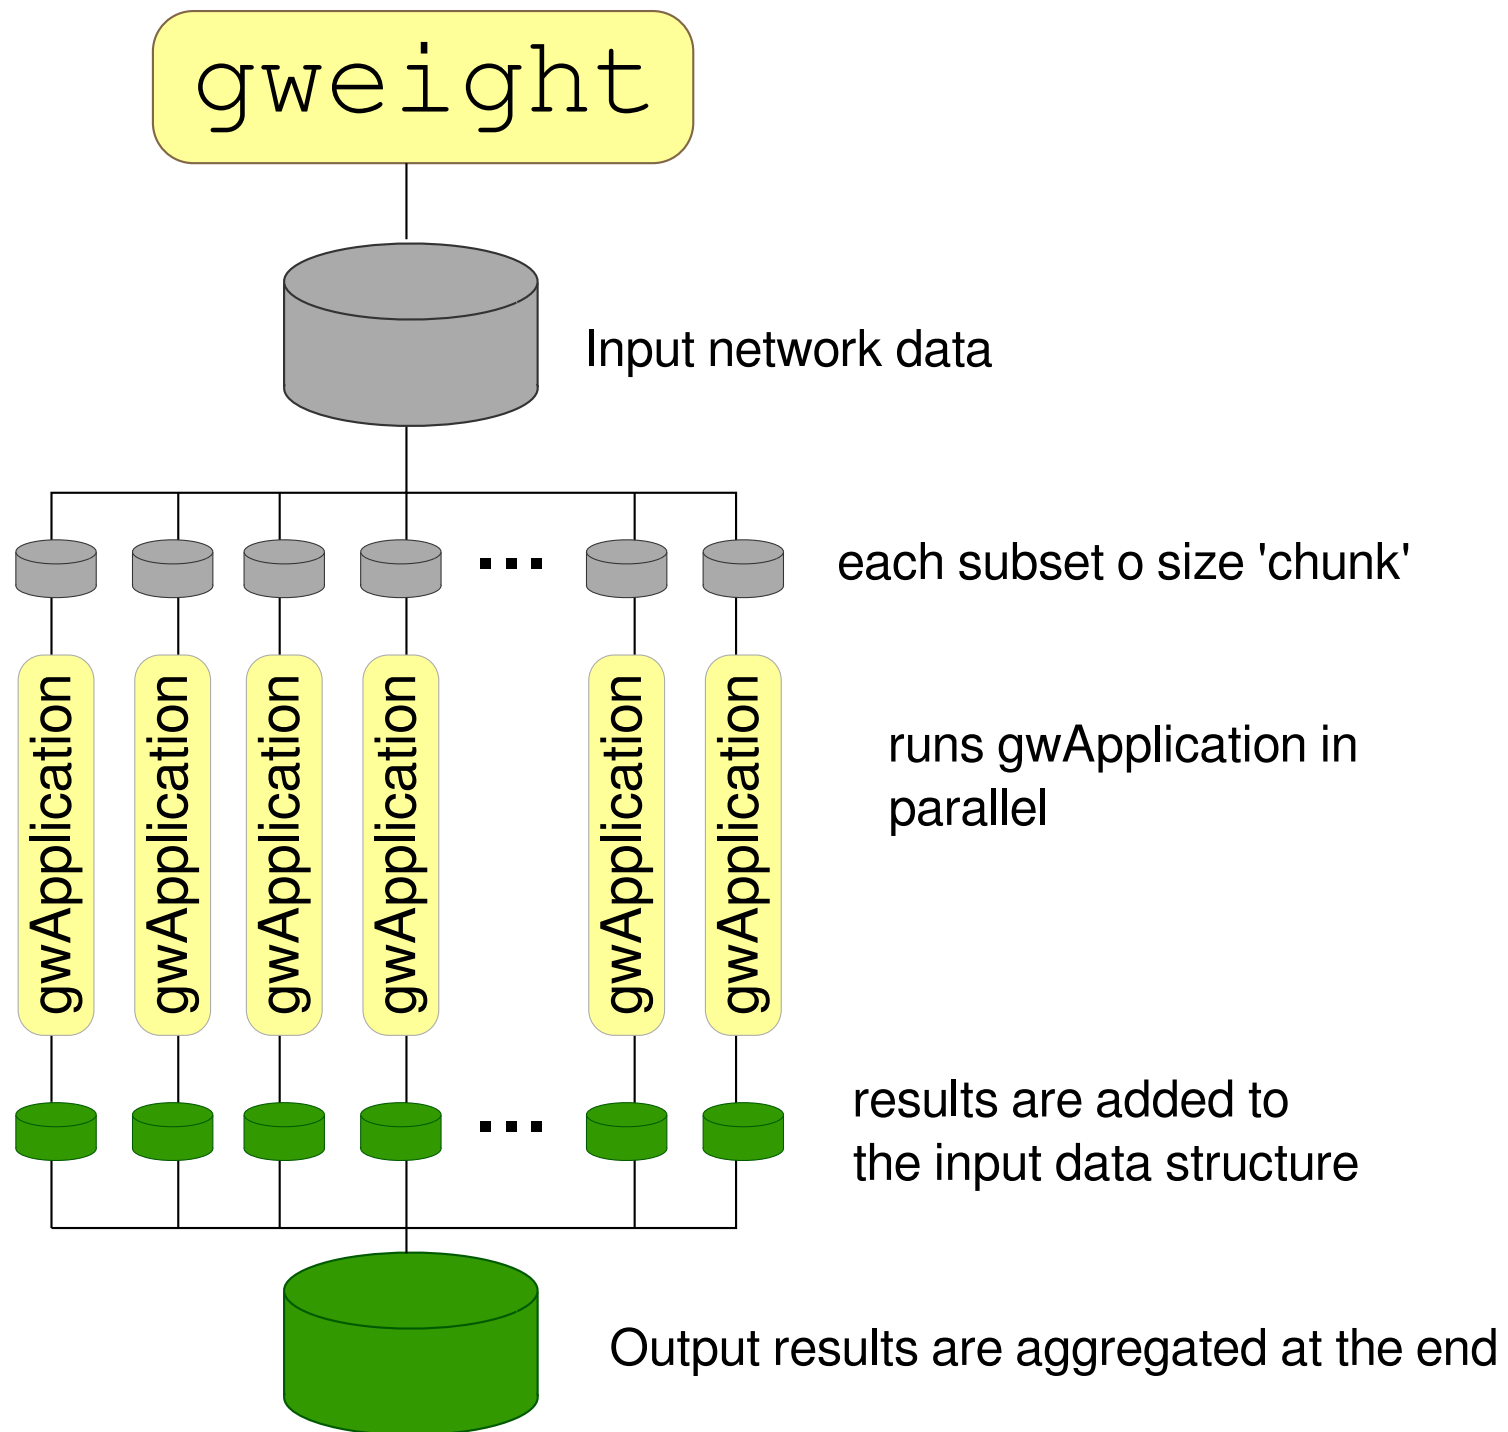 gweight
Input network data
each subset o size 'chunk'
gwApplication
gwApplication
gwApplication
gwApplication
gwApplication
gwApplication
runs gwApplication in
parallel
results are added to
the input data structure
Output results are aggregated at the end